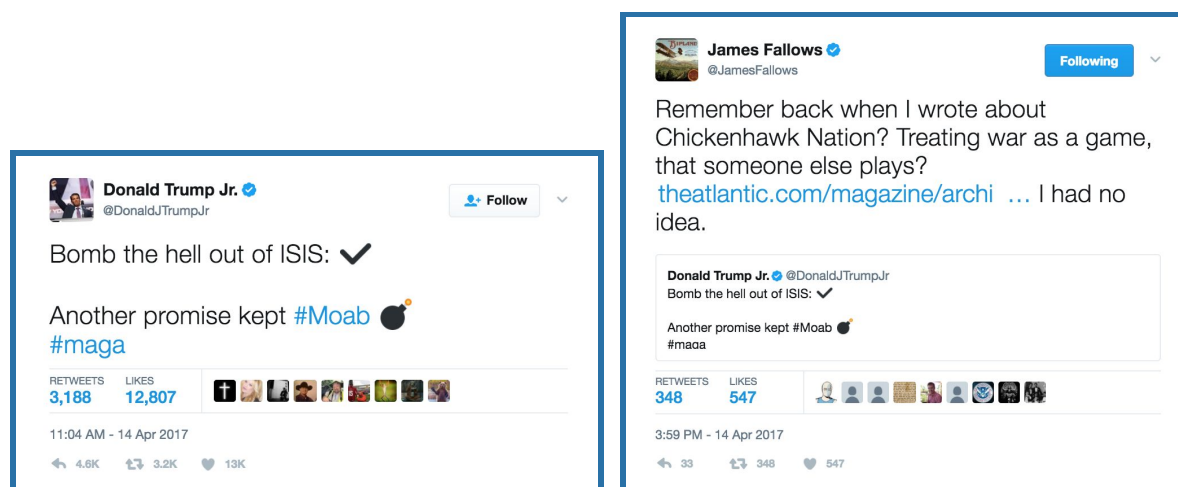 Donald Trump Jr.
@DonaldJTrumpJr
Follow
Bomb the hell out of ISIS: ✔
Another promise kept #Moab 💣
#maga
RETWEETS LIKES
3,188 12,807
11:04 AM - 14 Apr 2017
4.6K 3.2K 13K
James Fallows
@JamesFallows
Following
Remember back when I wrote about
Chickenhawk Nation? Treating war as a game,
that someone else plays?
theatlantic.com/magazine/archi … I had no
idea.
Donald Trump Jr. @DonaldJTrumpJr
Bomb the hell out of ISIS: ✔
Another promise kept #Moab 💣
#maga
RETWEETS LIKES
348 547
3:59 PM - 14 Apr 2017
33 348 547